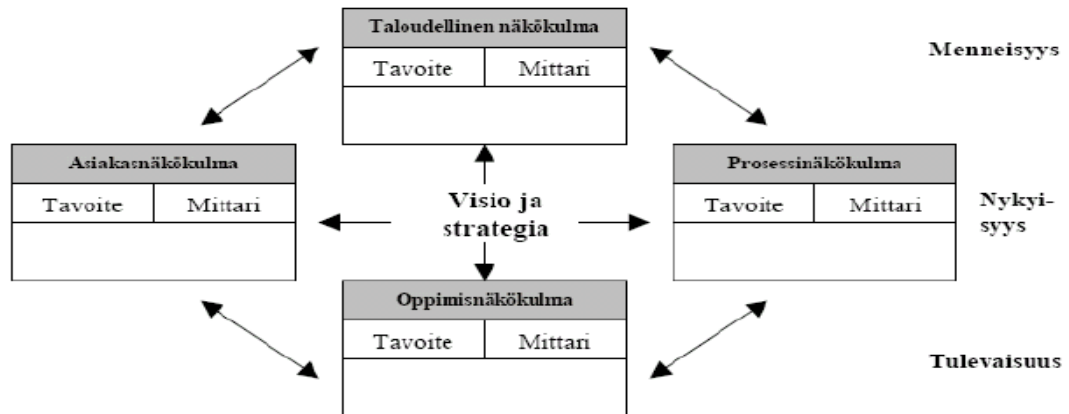 Taloudellinen näkökulma
Tavoite Mittari
Menneisyys
Asiakasnäkökulma
Tavoite Mittari
Visio ja
strategia
Prosessinäkökulma
Tavoite Mittari
Nykyi-
syys
Oppimisnäkökulma
Tavoite Mittari
Tulevaisuus